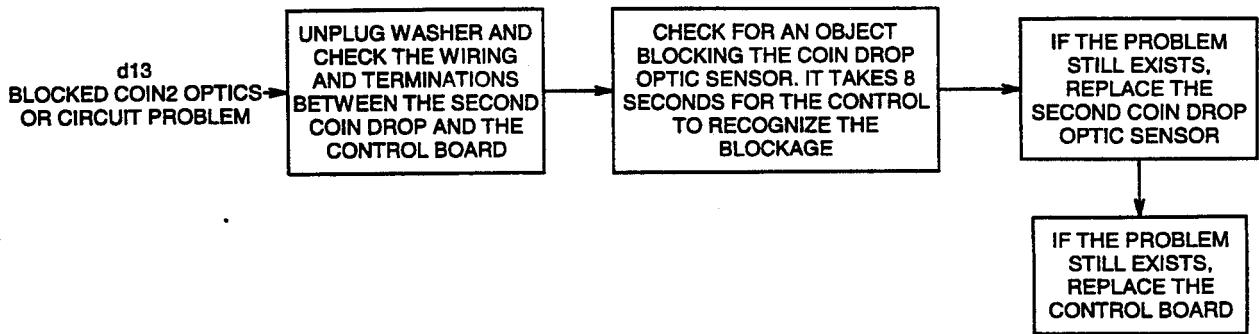 d13
BLOCKED COIN2 OPTICS
OR CIRCUIT PROBLEM
UNPLUG WASHER AND
CHECK THE WIRING
AND TERMINATIONS
BETWEEN THE SECOND
COIN DROP AND THE
CONTROL BOARD
CHECK FOR AN OBJECT
BLOCKING THE COIN DROP
OPTIC SENSOR. IT TAKES 8
SECONDS FOR THE CONTROL
TO RECOGNIZE THE
BLOCKAGE
IF THE PROBLEM
STILL EXISTS,
REPLACE THE
SECOND COIN DROP
OPTIC SENSOR
IF THE PROBLEM
STILL EXISTS,
REPLACE THE
CONTROL BOARD